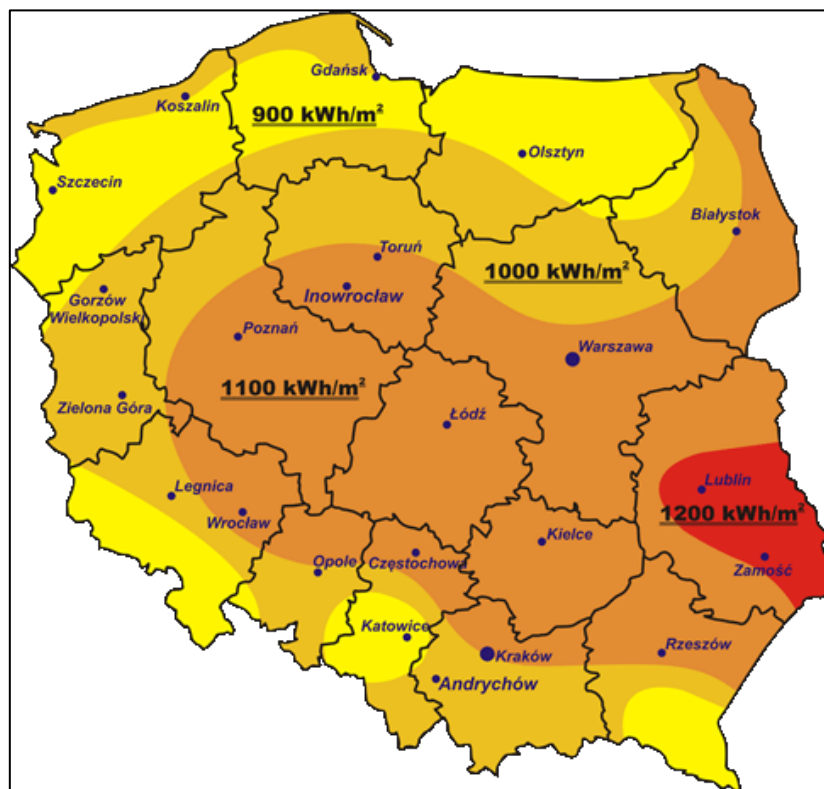 Gdańsk
Koszalin
900 kWh/m²
Olsztyn
Szczecin
Białystok
Toruń
1000 kWh/m²
Gorzów
Wielkopolski
Inowrocław
Poznań
Warszawa
1100 kWh/m²
Zielona Góra
Łódź
Legnica
Lublin
Wrocław
1200 kWh/m²
Kielce
Opole
Częstochowa
Zamość
Katowice
Kraków
Rzeszów
Andrychów